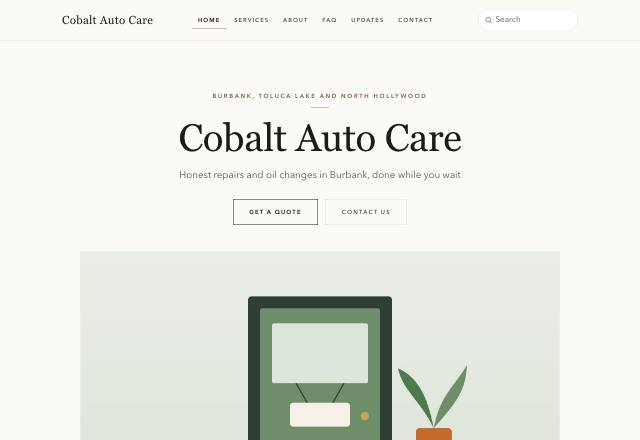 Cobalt Auto Care
HOME SERVICES ABOUT FAQ UPDATES CONTACT
Search
BURBANK, TOLUCA LAKE AND NORTH HOLLYWOOD
Cobalt Auto Care
Honest repairs and oil changes in Burbank, done while you wait
GET A QUOTE CONTACT US